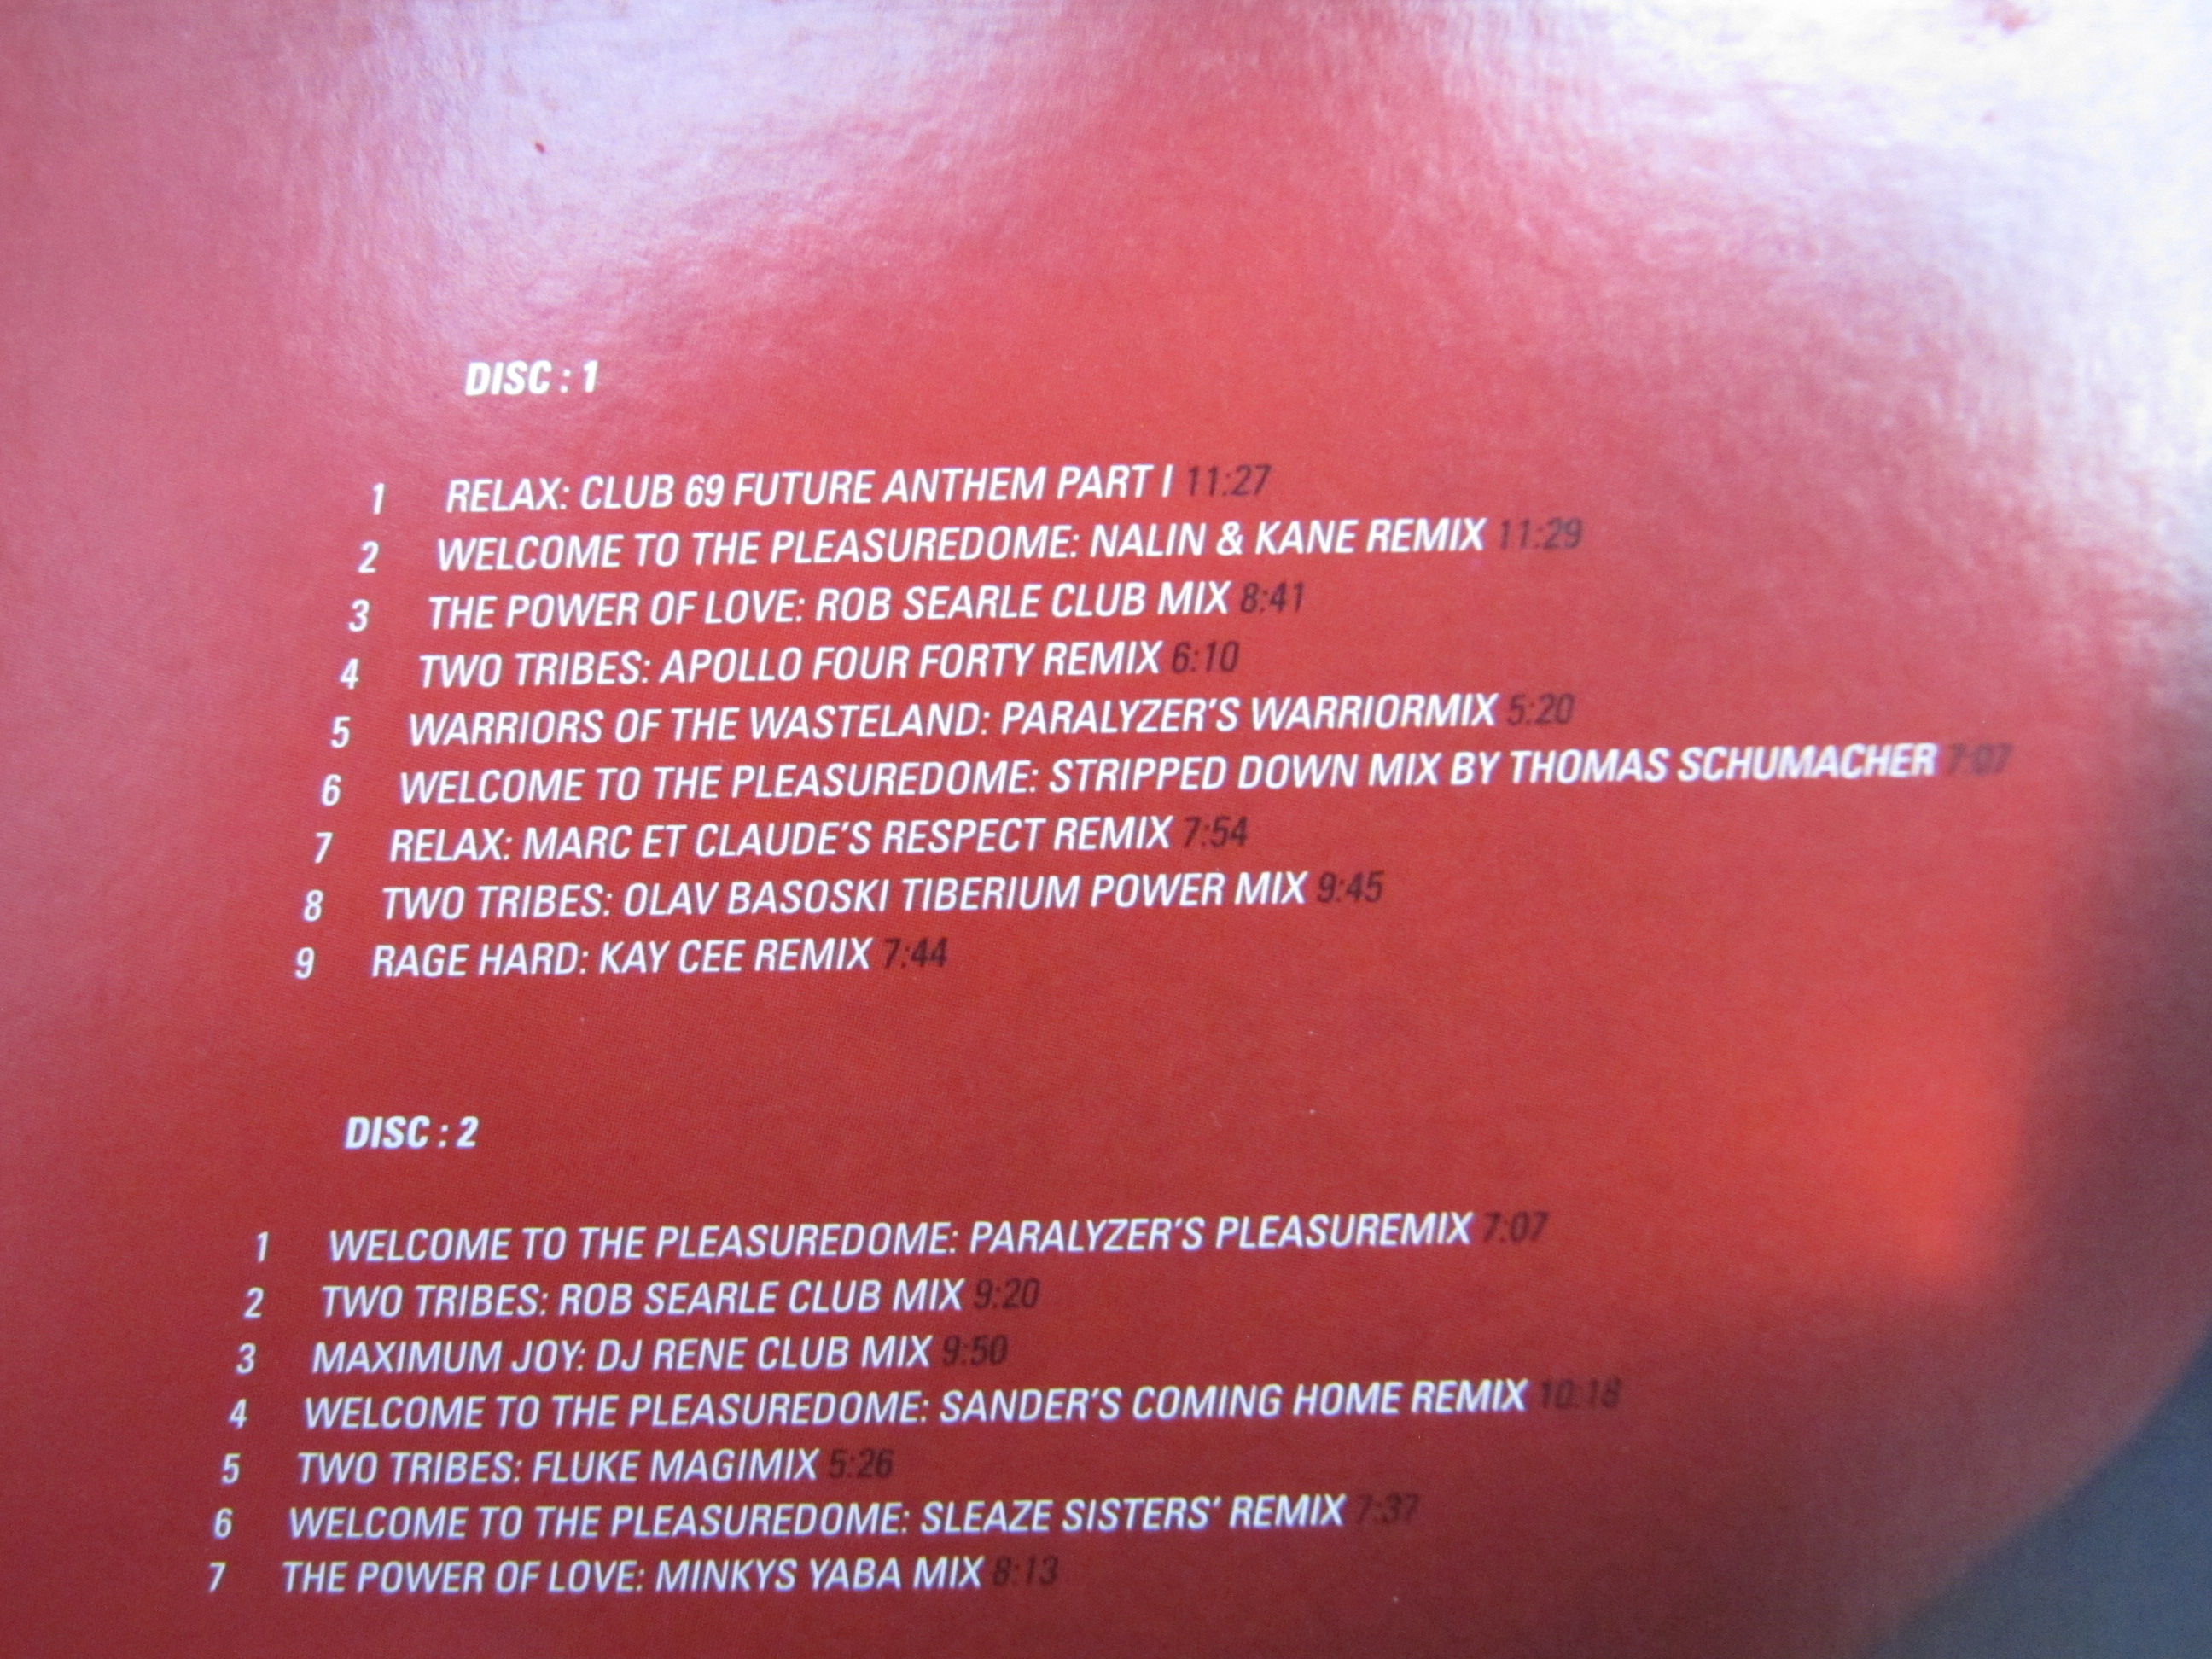 DISC : 1
1 RELAX: CLUB 69 FUTURE ANTHEM PART I 11:27
2 WELCOME TO THE PLEASUREDOME: NALIN & KANE REMIX 11:29
3 THE POWER OF LOVE: ROB SEARLE CLUB MIX 8:41
4 TWO TRIBES: APOLLO FOUR FORTY REMIX 6:10
5 WARRIORS OF THE WASTELAND: PARALYZER'S WARRIORMIX 5:20
6 WELCOME TO THE PLEASUREDOME: STRIPPED DOWN MIX BY THOMAS SCHUMACHER 7:07
7 RELAX: MARC ET CLAUDE'S RESPECT REMIX 7:54
8 TWO TRIBES: OLAV BASOSKI TIBERIUM POWER MIX 9:45
9 RAGE HARD: KAY CEE REMIX 7:44
DISC : 2
1 WELCOME TO THE PLEASUREDOME: PARALYZER'S PLEASUREMIX 7:07
2 TWO TRIBES: ROB SEARLE CLUB MIX 9:20
3 MAXIMUM JOY: DJ RENE CLUB MIX 9:50
4 WELCOME TO THE PLEASUREDOME: SANDER'S COMING HOME REMIX 10:18
5 TWO TRIBES: FLUKE MAGIMIX 5:26
6 WELCOME TO THE PLEASUREDOME: SLEAZE SISTERS' REMIX 7:37
7 THE POWER OF LOVE: MINKYS YABA MIX 8:13